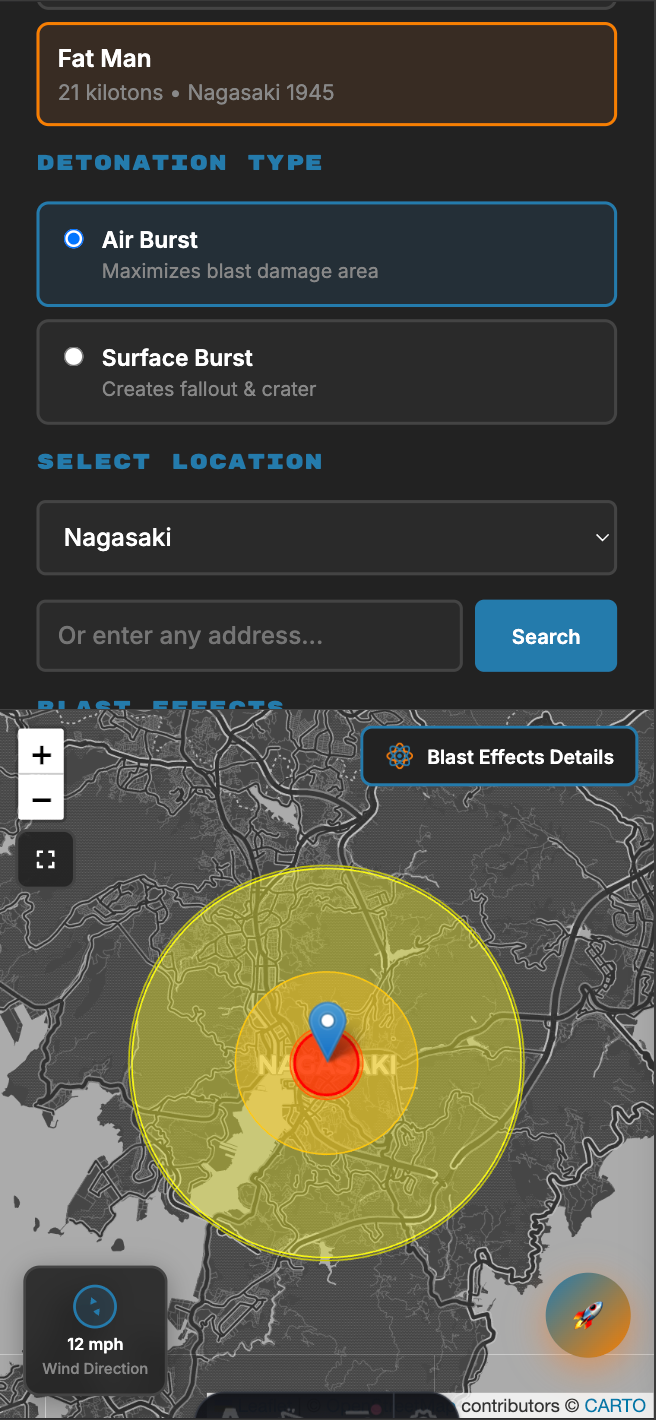 Fat Man
21 kilotons • Nagasaki 1945
DETONATION TYPE
Air Burst
Maximizes blast damage area
Surface Burst
Creates fallout & crater
SELECT LOCATION
Nagasaki
Or enter any address...
Search
BLAST EFFECTS
+
Blast Effects Details
−
NAGASAKI
12 mph
Wind Direction
contributors © CARTO